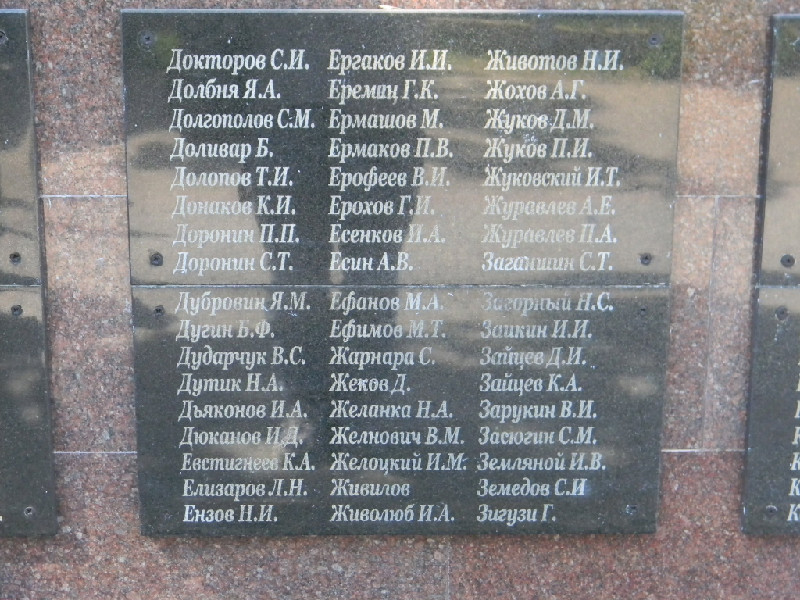 Докторов С.И.
Долбня Я.А.
Долгополов С.М.
Доливар Б.
Долопов Т.И.
Донаков К.И.
Доронин П.П.
Доронин С.Т.
Дубровин Я.М.
Дугин Б.Ф.
Дударчук В.С.
Дутик Н.А.
Дъяконов И.А.
Дюканов И.Д.
Евстигнеев К.А.
Елизаров Л.Н.
Ензов Н.И.
Ергаков И.И.
Еремиц Г.К.
Ермашов М.
Ермаков П.В.
Ерофеев В.И.
Ерохов Г.И.
Есенков И.А.
Есин А.В.
Ефанов М.А.
Ефимов М.Т.
Жарнара С.
Жеков Д.
Желанка Н.А.
Желнович В.М.
Желоцкий И.М.
Живилов
Живолюб И.А.
Животов Н.И.
Жохов А.Г.
Жуков Д.М.
Жуков П.И.
Жуковский И.Т.
Журавлев А.Е.
Журавлев П.А.
Загаишин С.Т.
Загорный Н.С.
Заикин И.И.
Зайцев Д.И.
Зайцев К.А.
Зарукин В.И.
Засюгин С.М.
Земляной И.В.
Земедов С.И
Зигузи Г.